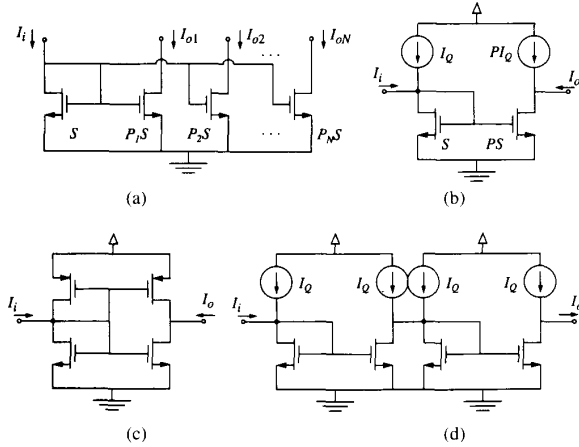 I_i I_o1 I_o2 ... I_oN
S P_1S P_2S ... P_NS
(a)
I_Q PI_Q
I_i I_o
S PS
(b)
I_i I_o
(c)
I_Q I_Q I_Q I_Q
I_i I_o
(d)